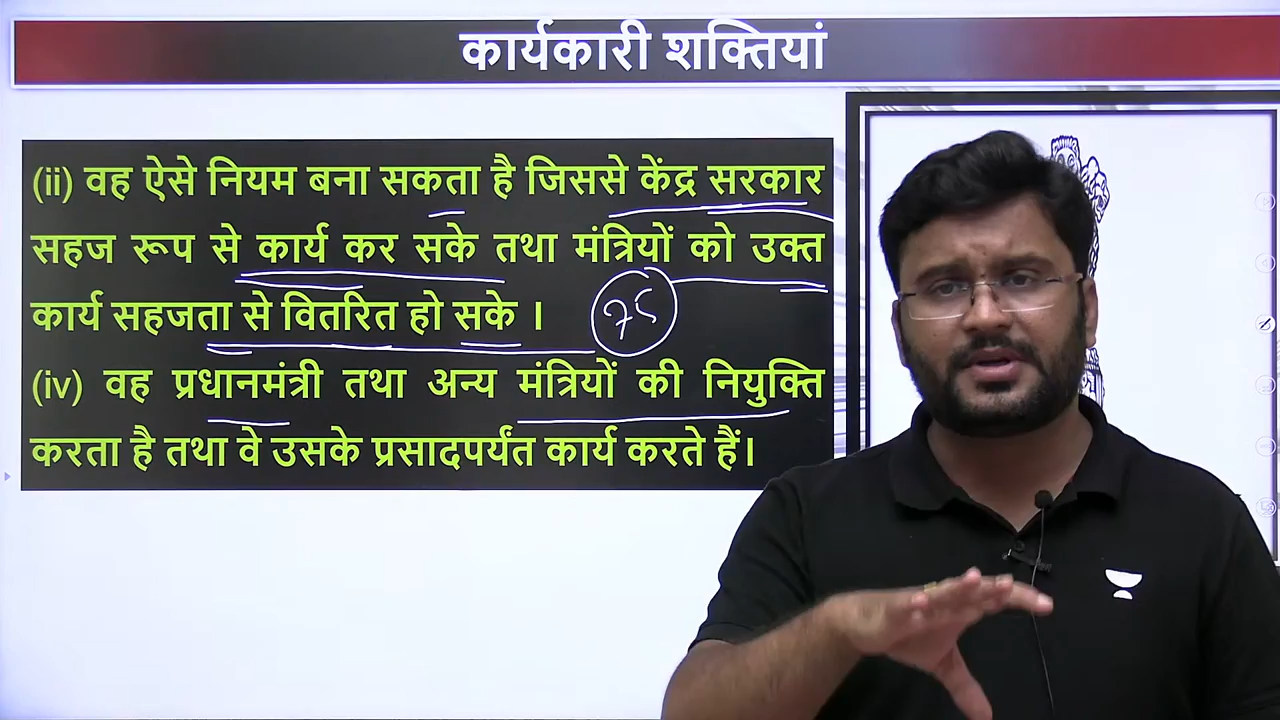 कार्यकारी शक्तियां
(ii) वह ऐसे नियम बना सकता है जिससे केंद्र सरकार
सहज रूप से कार्य कर सके तथा मंत्रियों को उक्त
कार्य सहजता से वितरित हो सके ।
75
(iv) वह प्रधानमंत्री तथा अन्य मंत्रियों की नियुक्ति
करता है तथा वे उसके प्रसादपर्यंत कार्य करते हैं।